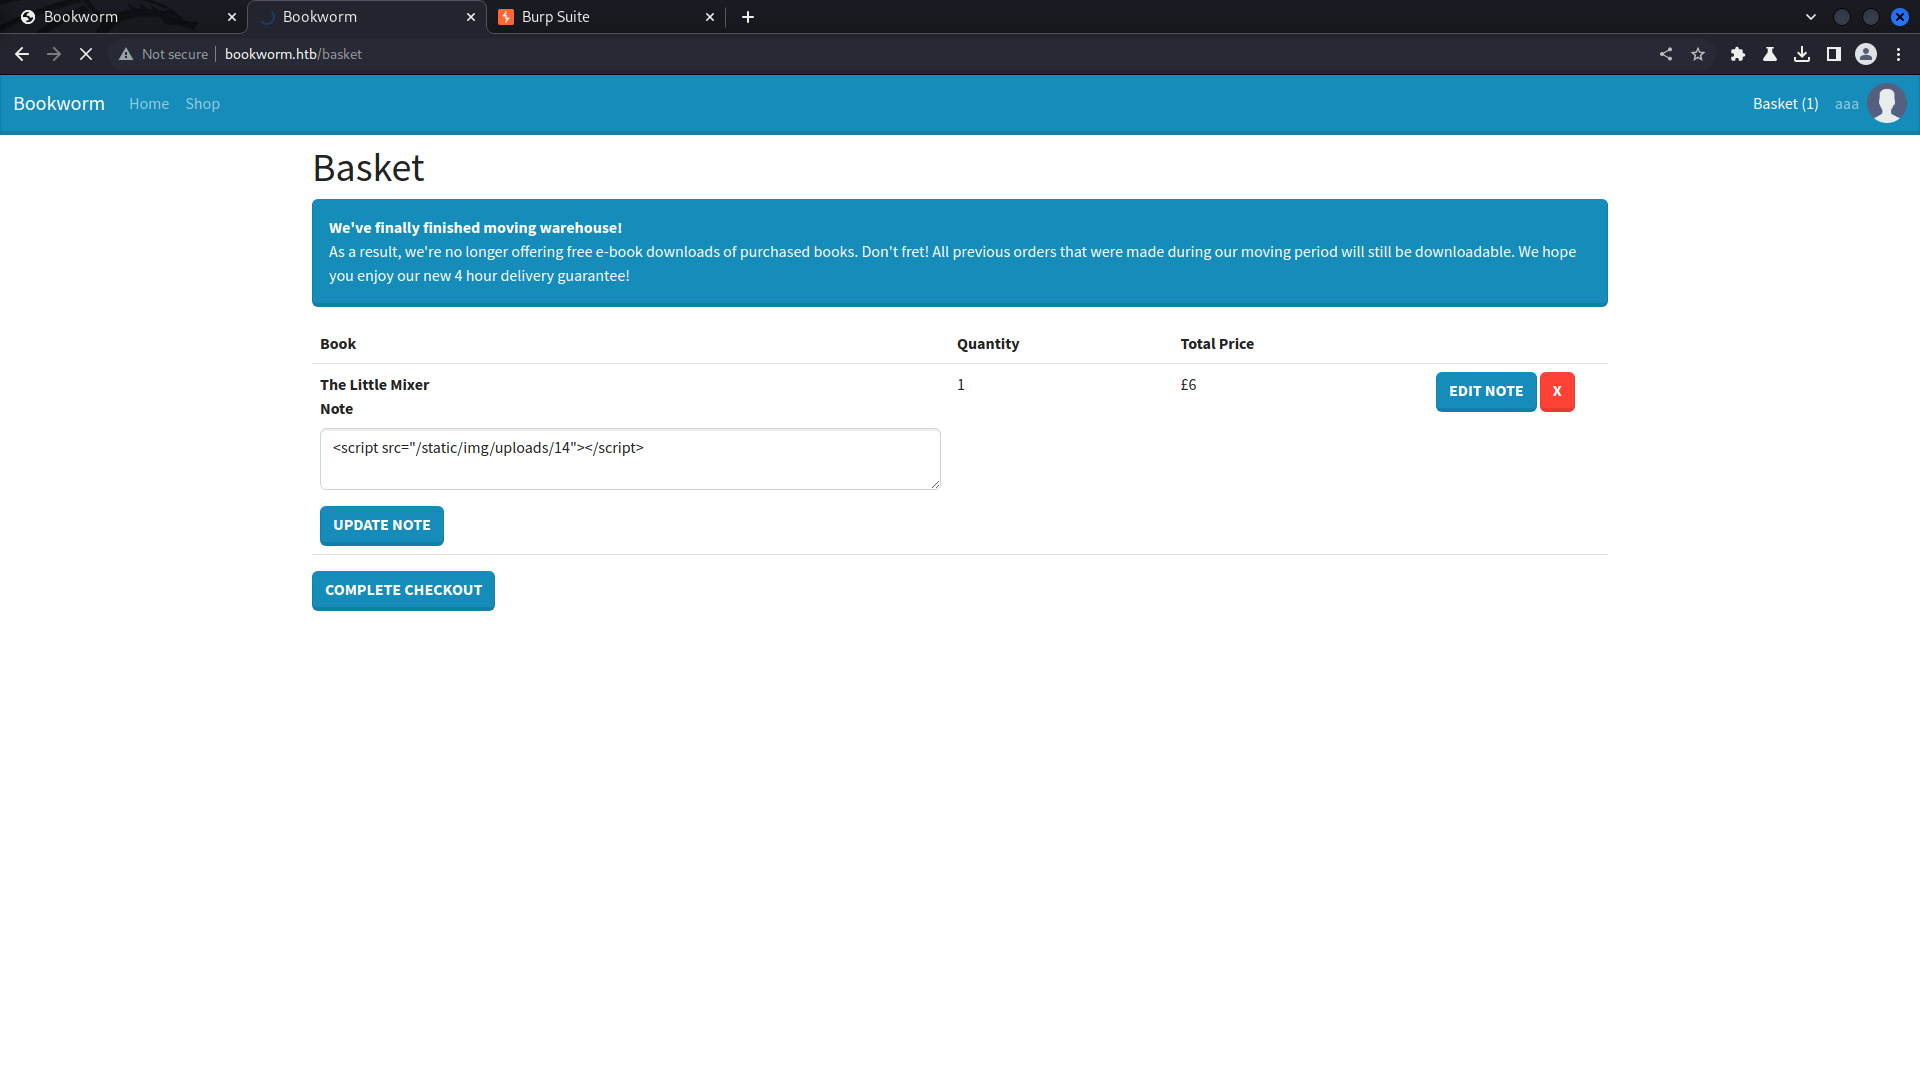 Bookworm
Bookworm
Burp Suite
Not secure
bookworm.htb/basket
Bookworm
Home
Shop
Basket (1)
aaa
Basket
We've finally finished moving warehouse!
As a result, we're no longer offering free e-book downloads of purchased books. Don't fret! All previous orders that were made during our moving period will still be downloadable. We hope
you enjoy our new 4 hour delivery guarantee!
Book
Quantity
Total Price
The Little Mixer
1
£6
EDIT NOTE
X
Note
<script src="/static/img/uploads/14"></script>
UPDATE NOTE
COMPLETE CHECKOUT